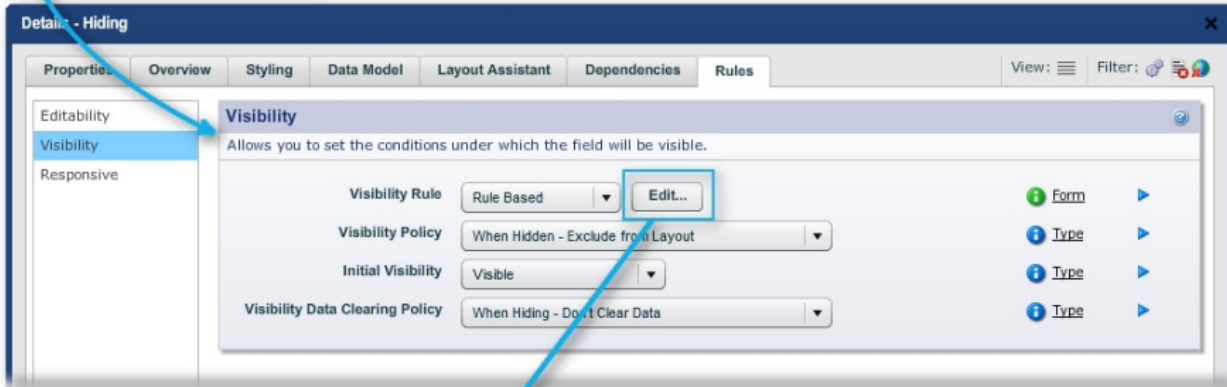 Details - Hiding
Properties Overview Styling Data Model Layout Assistant Dependencies Rules View: Filter:
Editability
Visibility
Responsive
Visibility
Allows you to set the conditions under which the field will be visible.
Visibility Rule Rule Based Edit... Form
Visibility Policy When Hidden - Exclude from Layout Type
Initial Visibility Visible Type
Visibility Data Clearing Policy When Hiding - Don't Clear Data Type